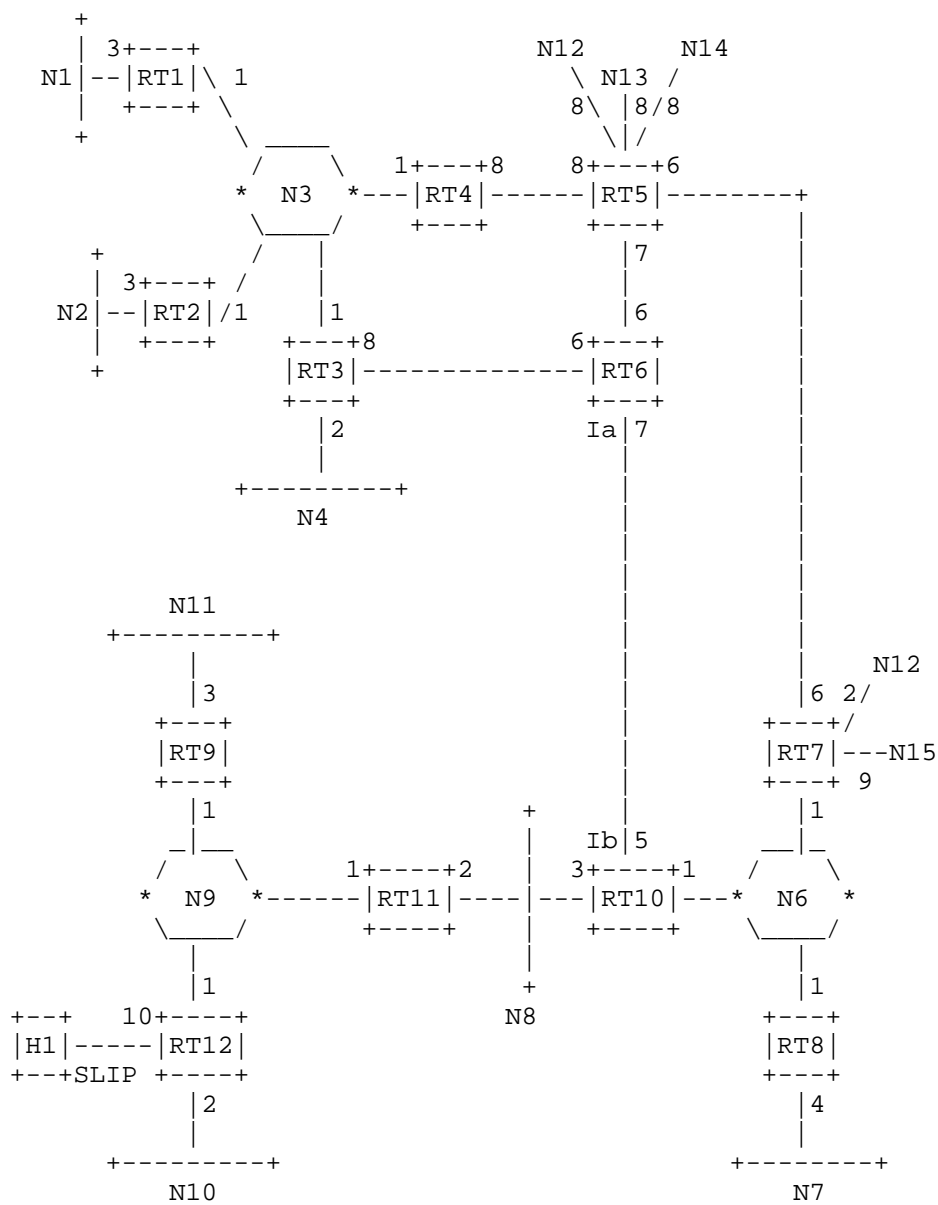 3
N12 N14
N1 RT1 1 N13
8 8 8
1 8 8 6
N3 RT4 RT5
7
3
N2 RT2 1 1 6
8 6
RT3 RT6
2 Ia 7
N4
N11
N12
3 6 2
RT9 RT7 N15
9
1 1
Ib 5
1 2 3 1
N9 RT11 RT10 N6
1 1
10 N8
H1 RT12 RT8
SLIP
2 4
N10 N7